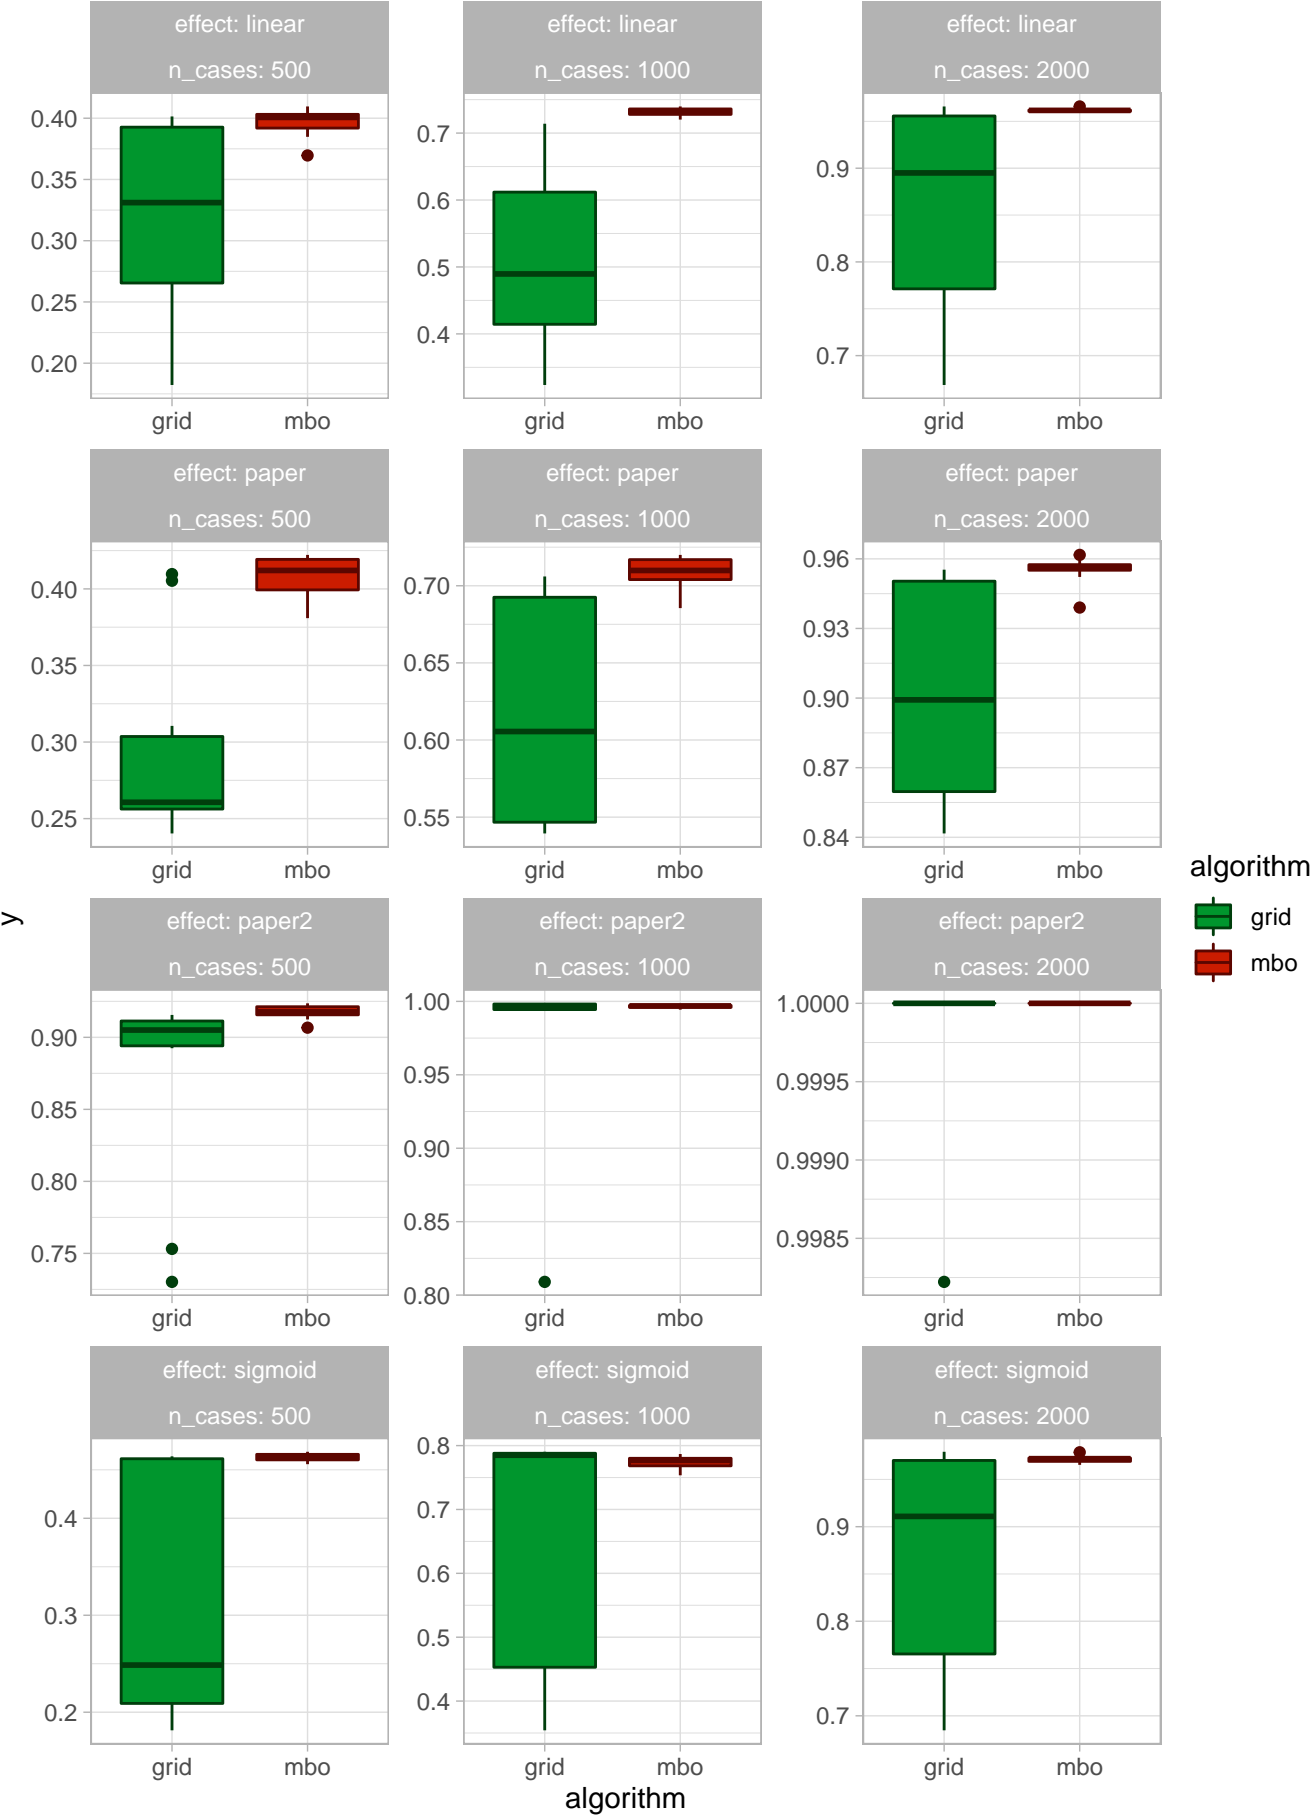 effect: linear
n_cases: 500
effect: linear
n_cases: 1000
effect: linear
n_cases: 2000
0.40
0.35
0.30
0.25
0.20
grid mbo
0.7
0.6
0.5
0.4
grid mbo
0.9
0.8
0.7
grid mbo
effect: paper
n_cases: 500
effect: paper
n_cases: 1000
effect: paper
n_cases: 2000
0.40
0.35
0.30
0.25
grid mbo
0.70
0.65
0.60
0.55
grid mbo
0.96
0.93
0.90
0.87
0.84
grid mbo
effect: paper2
n_cases: 500
effect: paper2
n_cases: 1000
effect: paper2
n_cases: 2000
0.90
0.85
0.80
0.75
grid mbo
1.00
0.95
0.90
0.85
0.80
grid mbo
1.0000
0.9995
0.9990
0.9985
grid mbo
effect: sigmoid
n_cases: 500
effect: sigmoid
n_cases: 1000
effect: sigmoid
n_cases: 2000
0.4
0.3
0.2
grid mbo
0.8
0.7
0.6
0.5
0.4
grid mbo
0.9
0.8
0.7
grid mbo
algorithm
y
algorithm
grid
mbo